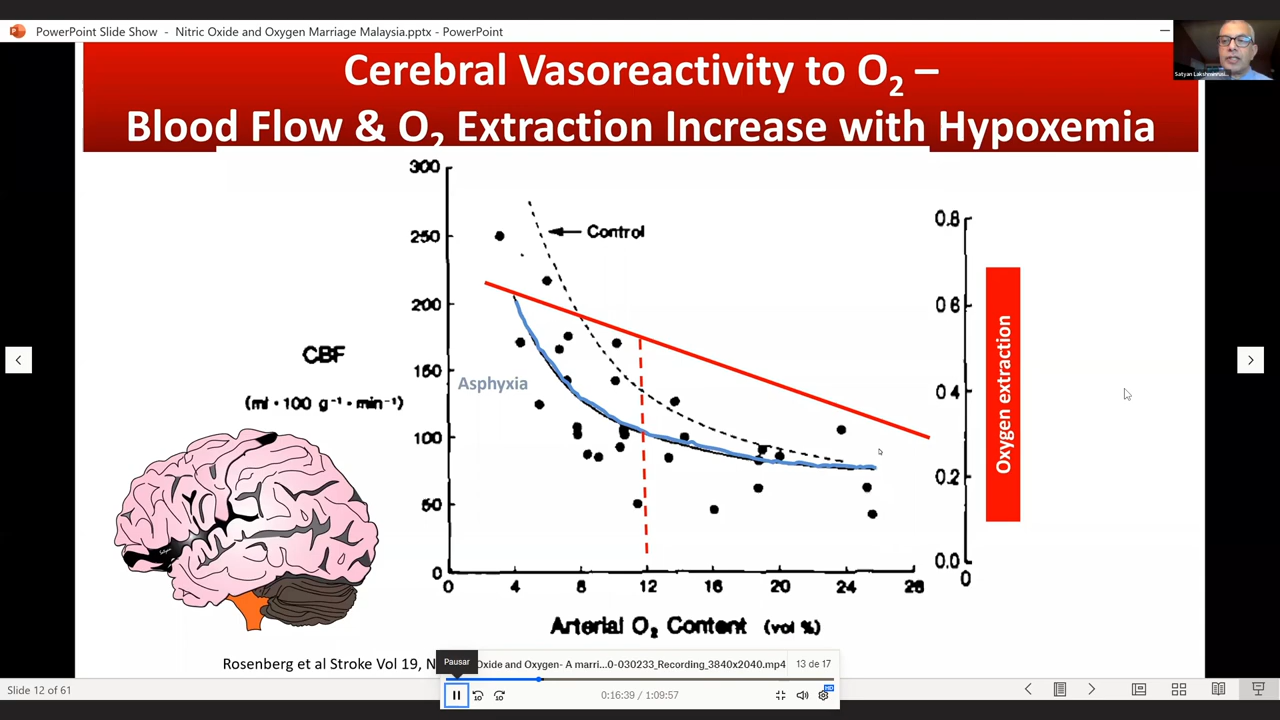 PowerPoint Slide Show - Nitric Oxide and Oxygen Marriage Malaysia.pptx - PowerPoint
Cerebral Vasoreactivity to O₂ –
Blood Flow & O₂ Extraction Increase with Hypoxemia
300
250
200
150
100
50
0
CBF
(ml · 100 g⁻¹ · min⁻¹)
Control
Asphyxia
0 4 8 12 16 20 24 28
Arterial O₂ Content (vol %)
0.8
0.6
0.4
0.2
0.0
0
Oxygen extraction
Rosenberg et al Stroke Vol 19, N
Pausar
Oxide and Oxygen- A marri...0-030233_Recording_3840x2040.mp4
13 de 17
10
10
0:16:39 / 1:09:57
HD
Slide 12 of 61